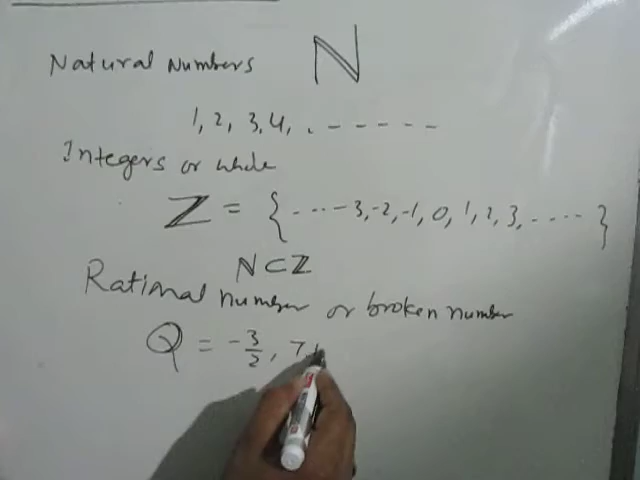 Natural Numbers N
1, 2, 3, 4, . - - - - - -
Integers or whole
Z = { .... -3, -2, -1, 0, 1, 2, 3, ..... }
N ⊂ Z
Rational number or broken number
Q = -3/2, 7,